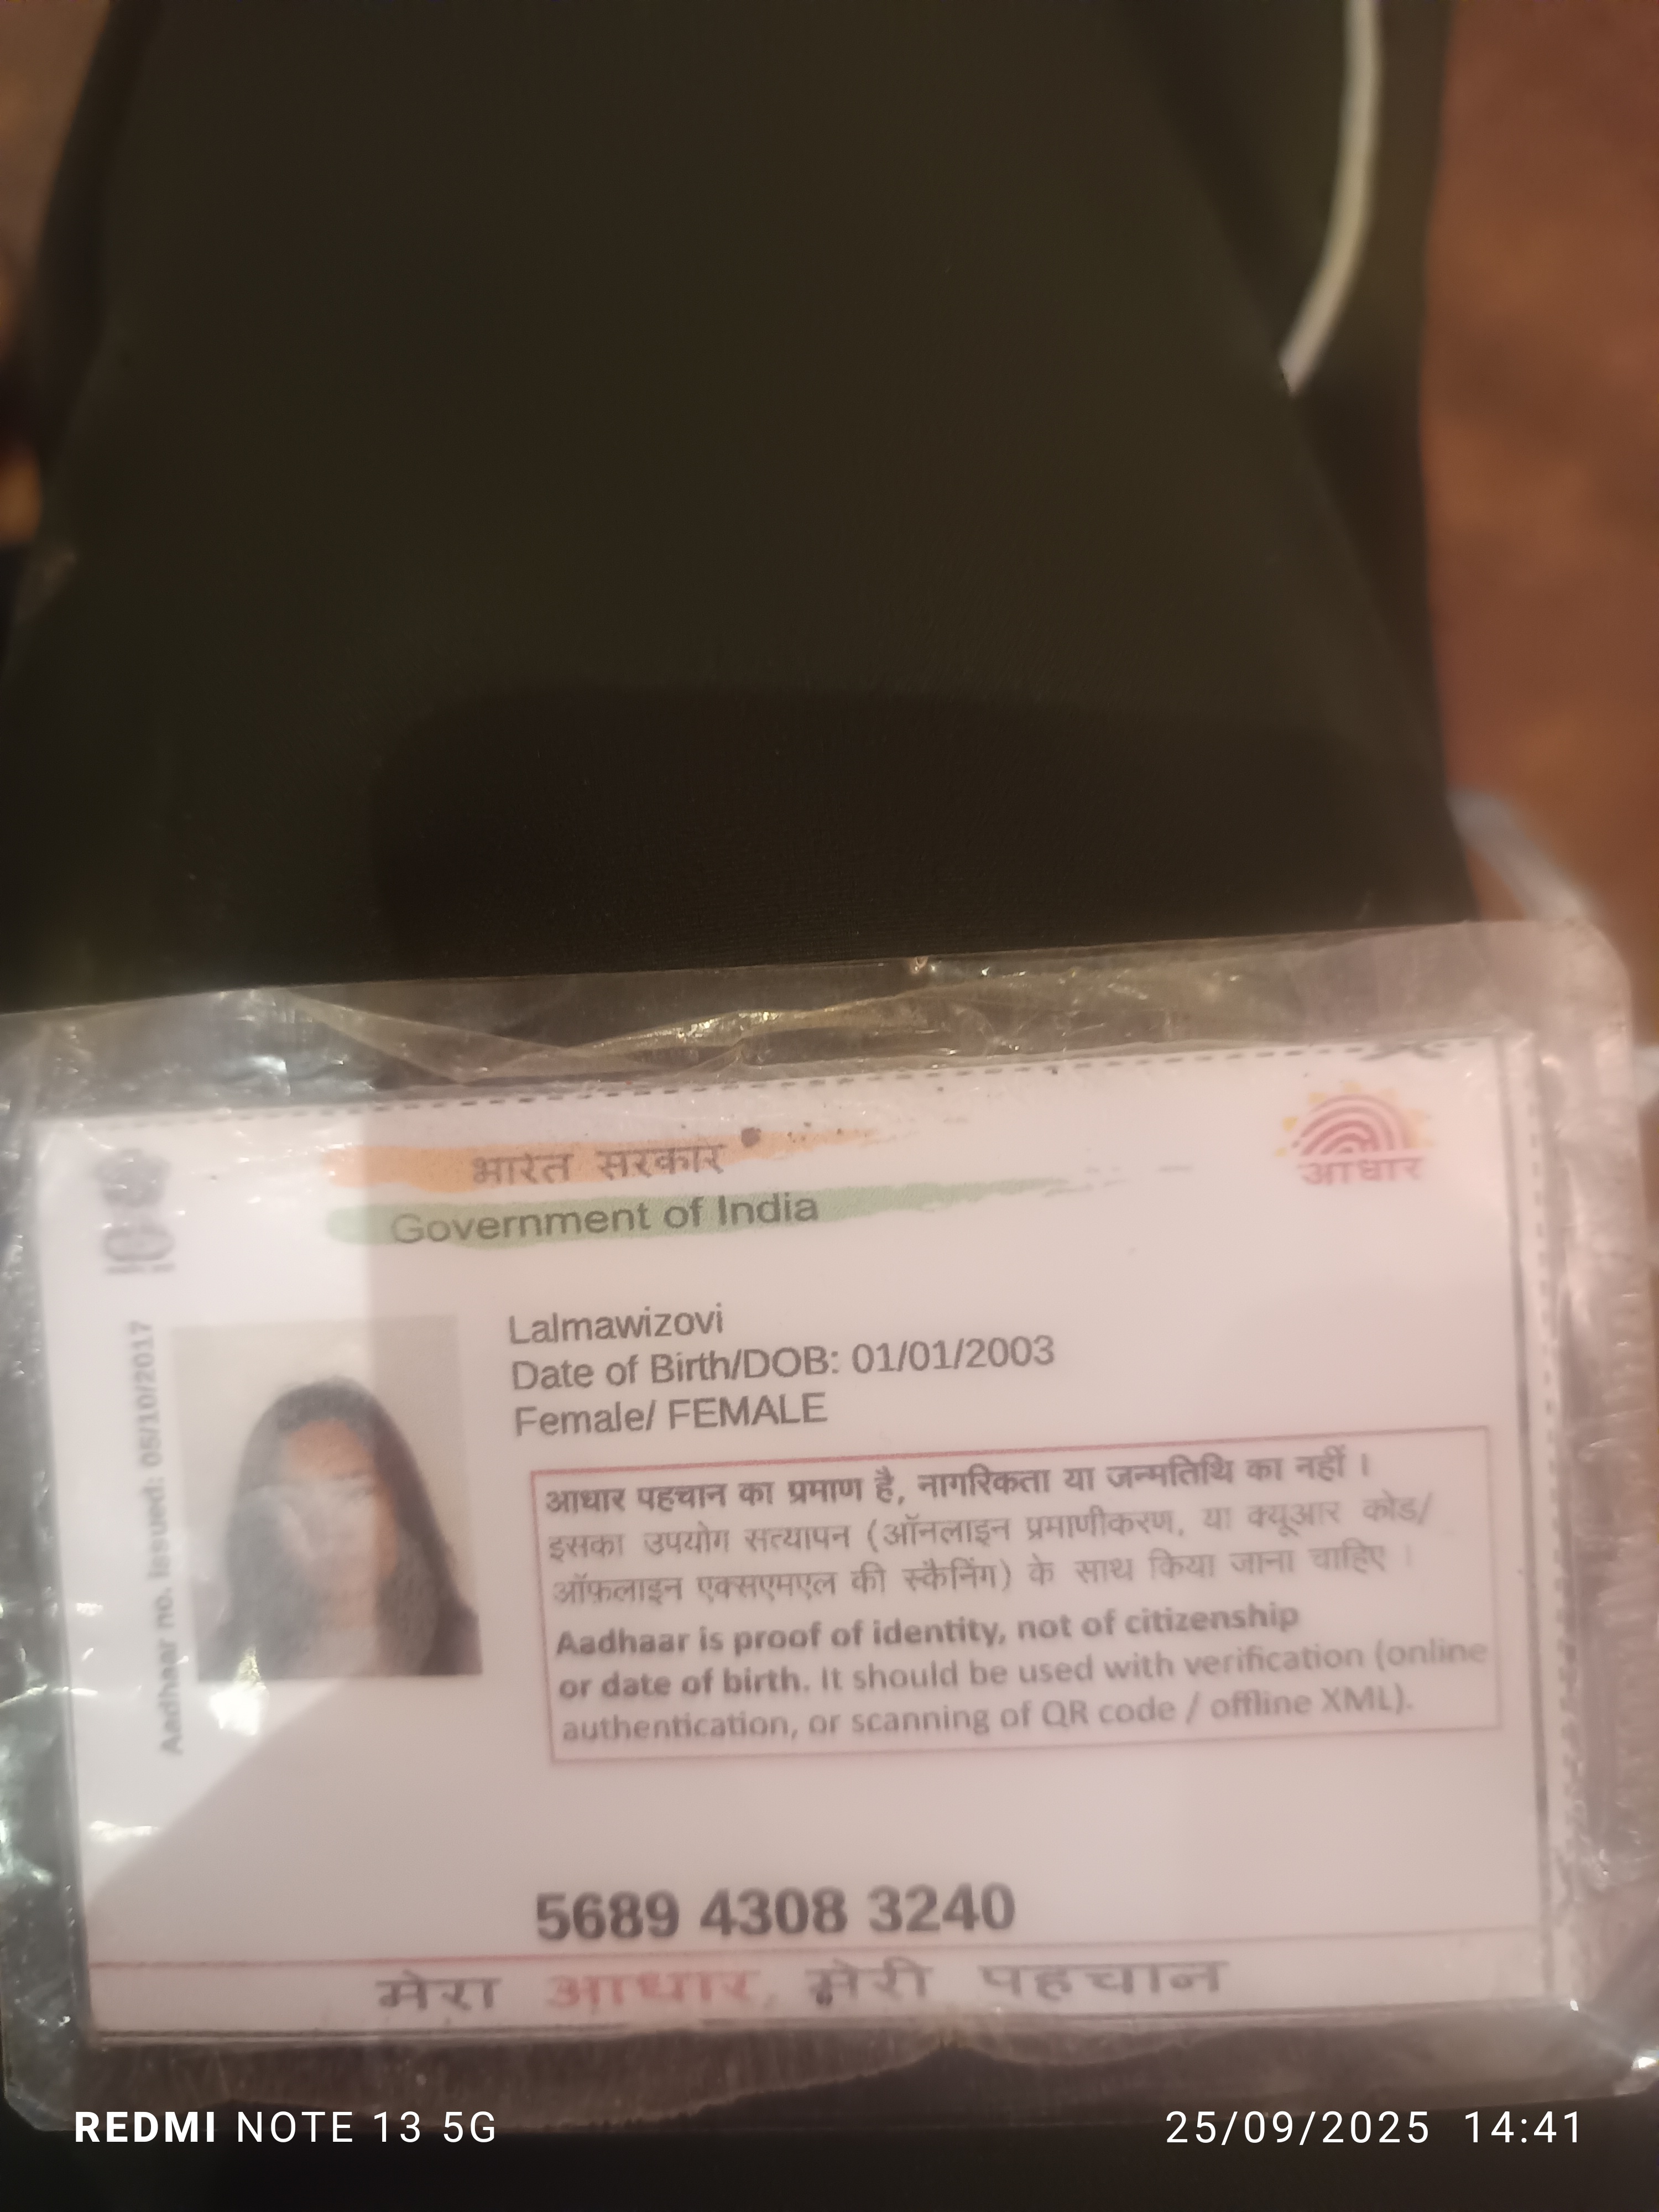 भारत सरकार
Government of India
आधार
Aadhaar no. Issued: 05/10/2017
Lalmawizovi
Date of Birth/DOB: 01/01/2003
Female/ FEMALE
आधार पहचान का प्रमाण है, नागरिकता या जन्मतिथि का नहीं ।
इसका उपयोग सत्यापन (ऑनलाइन प्रमाणीकरण, या क्यूआर कोड/
ऑफ़लाइन एक्सएमएल की स्कैनिंग) के साथ किया जाना चाहिए ।
Aadhaar is proof of identity, not of citizenship
or date of birth. It should be used with verification (online
authentication, or scanning of QR code / offline XML).
5689 4308 3240
मेरा आधार, मेरी पहचान
REDMI NOTE 13 5G
25/09/2025 14:41